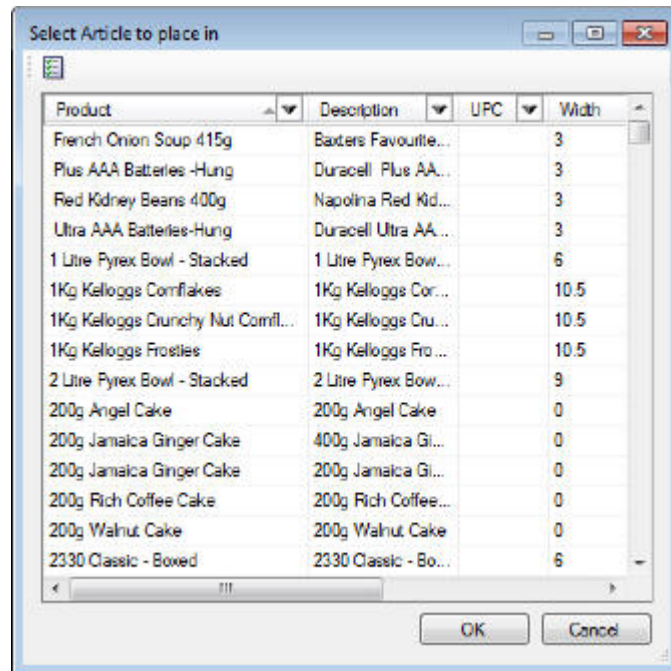 Select Article to place in
Product Description UPC Width
French Onion Soup 415g Baxters Favourite... 3
Plus AAA Batteries -Hung Duracell Plus AA... 3
Red Kidney Beans 400g Napolina Red Kid... 3
Ultra AAA Batteries-Hung Duracell Ultra AA... 3
1 Litre Pyrex Bowl - Stacked 1 Litre Pyrex Bow... 6
1Kg Kelloggs Cornflakes 1Kg Kelloggs Cor... 10.5
1Kg Kelloggs Crunchy Nut Cornfl... 1Kg Kelloggs Cru... 10.5
1Kg Kelloggs Frosties 1Kg Kelloggs Fro... 10.5
2 Litre Pyrex Bowl - Stacked 2 Litre Pyrex Bow... 9
200g Angel Cake 200g Angel Cake 0
200g Jamaica Ginger Cake 400g Jamaica Gi... 0
200g Jamaica Ginger Cake 200g Jamaica Gi... 0
200g Rich Coffee Cake 200g Rich Coffee... 0
200g Walnut Cake 200g Walnut Cake 0
2330 Classic - Boxed 2330 Classic - Bo... 6
OK Cancel